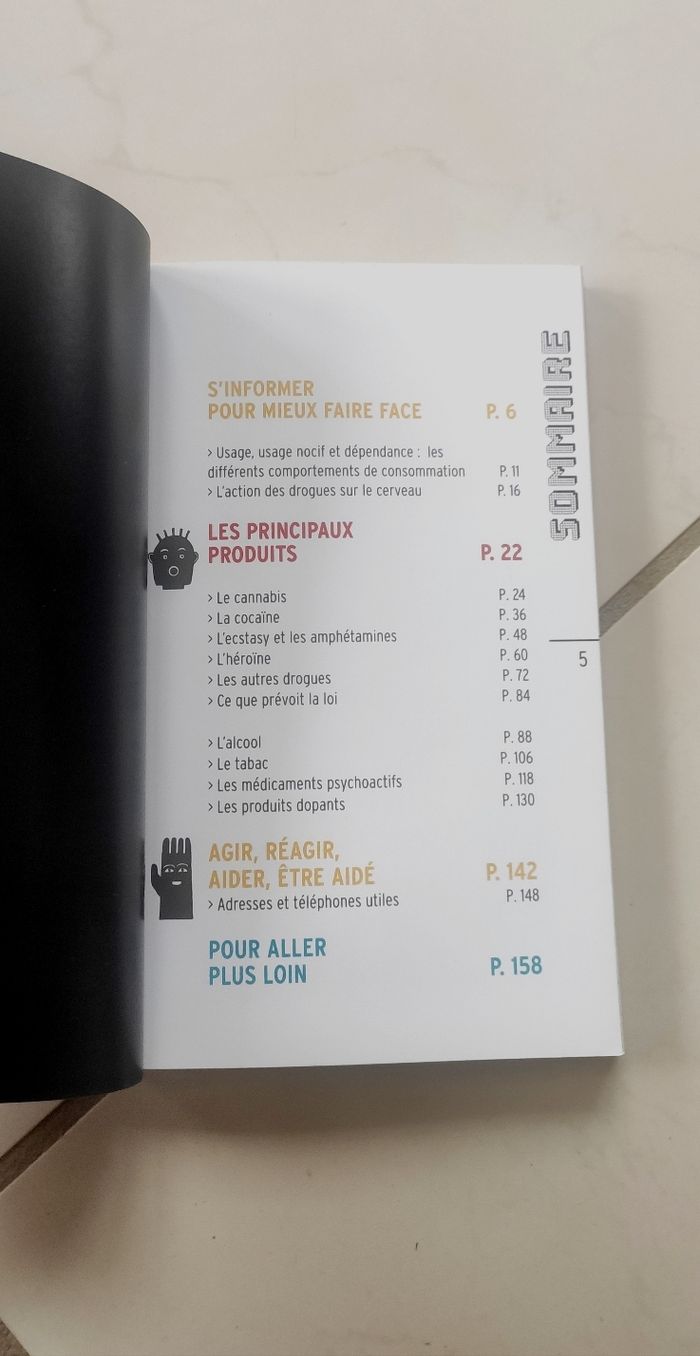 SOMMAIRE
S'INFORMER
POUR MIEUX FAIRE FACE P. 6
> Usage, usage nocif et dépendance : les
différents comportements de consommation P. 11
> L'action des drogues sur le cerveau P. 16
LES PRINCIPAUX
PRODUITS P. 22
> Le cannabis P. 24
> La cocaïne P. 36
> L'ecstasy et les amphétamines P. 48
> L'héroïne P. 60
> Les autres drogues P. 72
> Ce que prévoit la loi P. 84
> L'alcool P. 88
> Le tabac P. 106
> Les médicaments psychoactifs P. 118
> Les produits dopants P. 130
AGIR, RÉAGIR,
AIDER, ÊTRE AIDÉ P. 142
> Adresses et téléphones utiles P. 148
POUR ALLER
PLUS LOIN P. 158
5